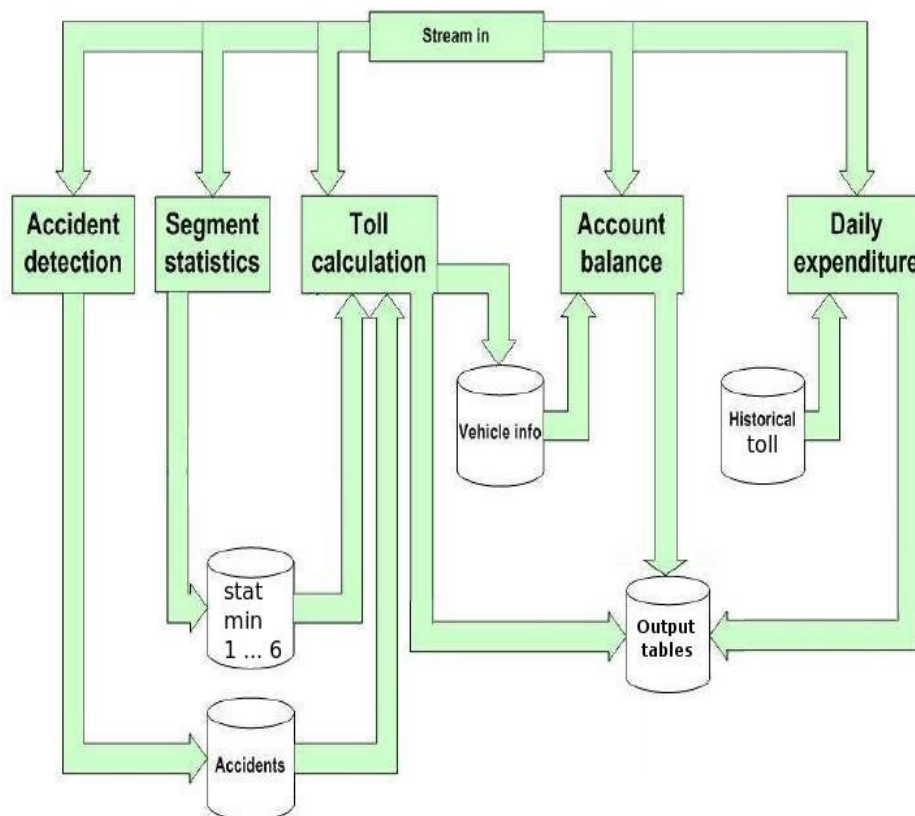 Stream in
Accident
detection
Segment
statistics
Toll
calculation
Account
balance
Daily
expenditure
Vehicle info
Historical
toll
stat
min
1 ... 6
Output
tables
Accidents